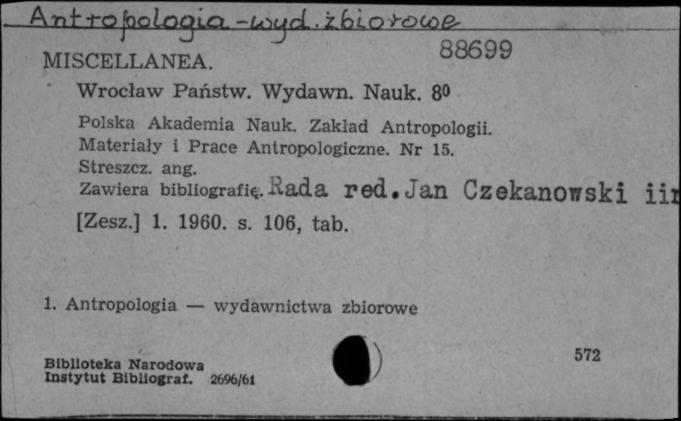 Antropologia - wyd. zbiorowe
88699
MISCELLANEA.
Wrocław Państw. Wydawn. Nauk. 8⁰
Polska Akademia Nauk. Zakład Antropologii.
Materiały i Prace Antropologiczne. Nr 15.
Streszcz. ang.
Zawiera bibliografię. Rada red. Jan Czekanowski iin
[Zesz.] 1. 1960. s. 106, tab.
1. Antropologia — wydawnictwa zbiorowe
572
Biblioteka Narodowa
Instytut Bibliograf. 2696/61